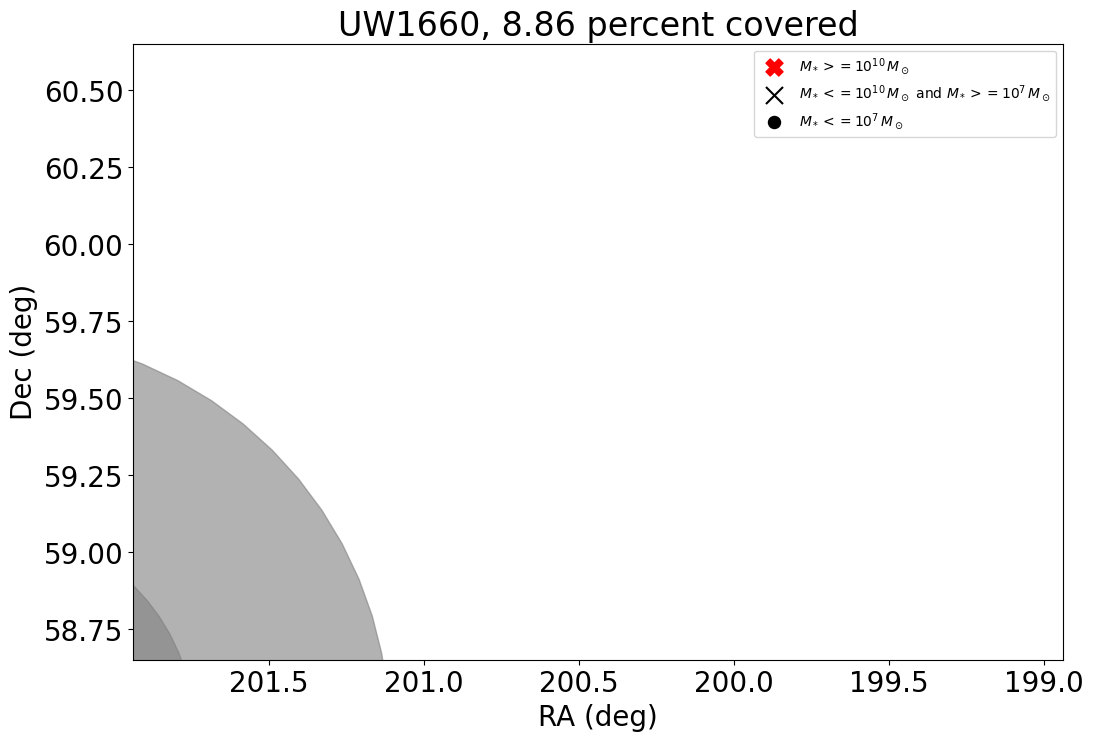 UW1660, 8.86 percent covered
M* >= 10^10 M⊙
M* <= 10^10 M⊙ and M* >= 10^7 M⊙
M* <= 10^7 M⊙
60.50
60.25
60.00
59.75
59.50
59.25
59.00
58.75
Dec (deg)
201.5 201.0 200.5 200.0 199.5 199.0
RA (deg)